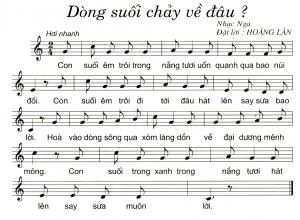 Dòng suối chảy về đâu ?
Nhạc Nga
Đặt lời : HOÀNG LÂN
Hơi nhanh
Con suối êm trôi trong nắng tươi uốn quanh qua bao núi
đồi. Con suối êm trôi đi tới đâu hát lên say sưa bao
lời. Hoà vào dòng sông qua xóm làng dồn về đại dương mênh
mông. Con suối trong xanh trong nắng tươi hát
lên say sưa muôn lời.